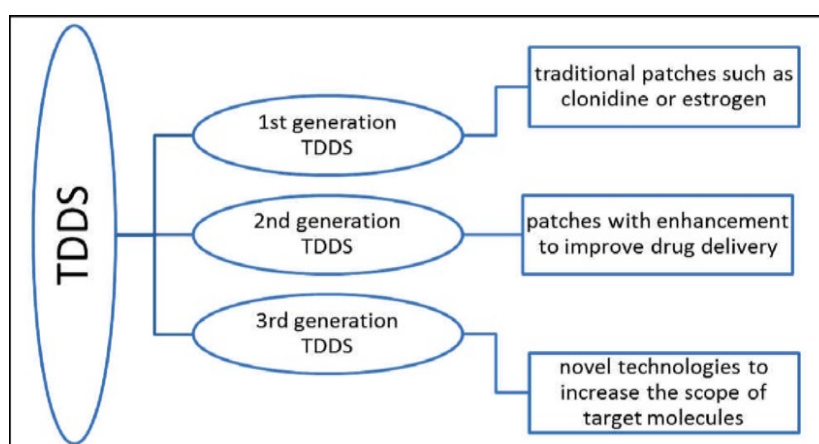 TDDS
1st generation
TDDS
traditional patches such as
clonidine or estrogen
2nd generation
TDDS
patches with enhancement
to improve drug delivery
3rd generation
TDDS
novel technologies to
increase the scope of
target molecules